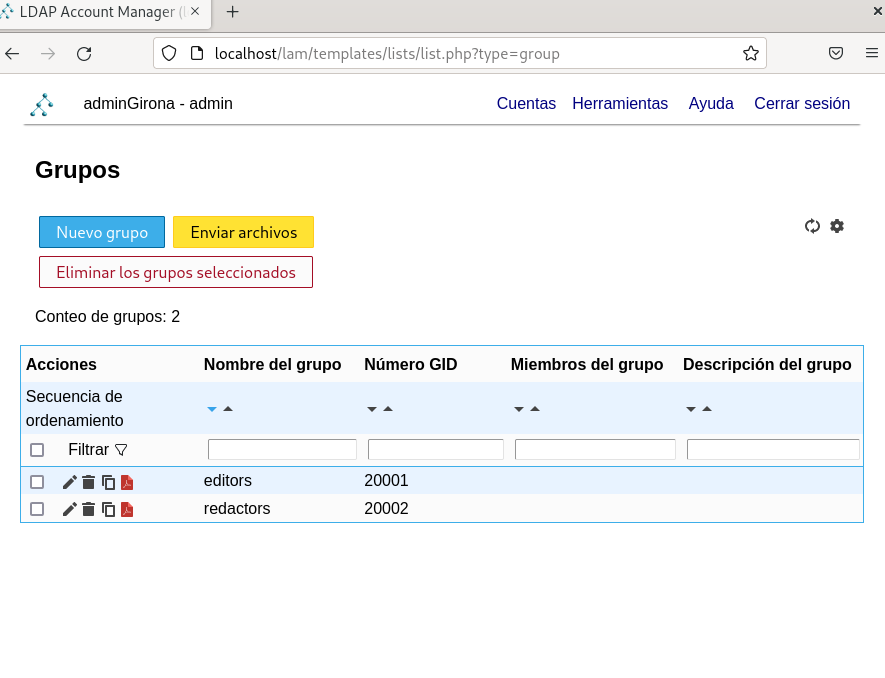 LDAP Account Manager (
localhost/lam/templates/lists/list.php?type=group
adminGirona - admin
Cuentas Herramientas Ayuda Cerrar sesión
Grupos
Nuevo grupo Enviar archivos
Eliminar los grupos seleccionados
Conteo de grupos: 2
Acciones Nombre del grupo Número GID Miembros del grupo Descripción del grupo
Secuencia de
ordenamiento
Filtrar
editors 20001
redactors 20002